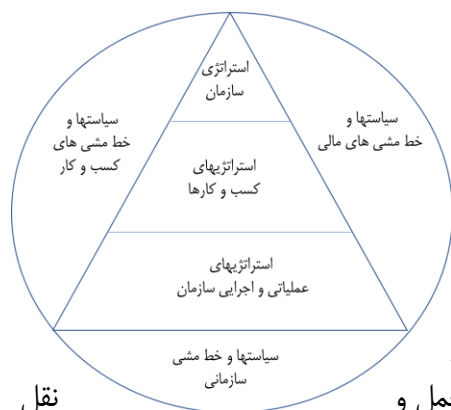 استراتژی
سازمان
سیاستها و
خط مشی های مالی
سیاستها و
خط مشی های
کسب و کار
استراتژیهای
کسب و کارها
استراتژیهای
عملیاتی و اجرایی سازمان
سیاستها و خط مشی
سازمانی
و نقل